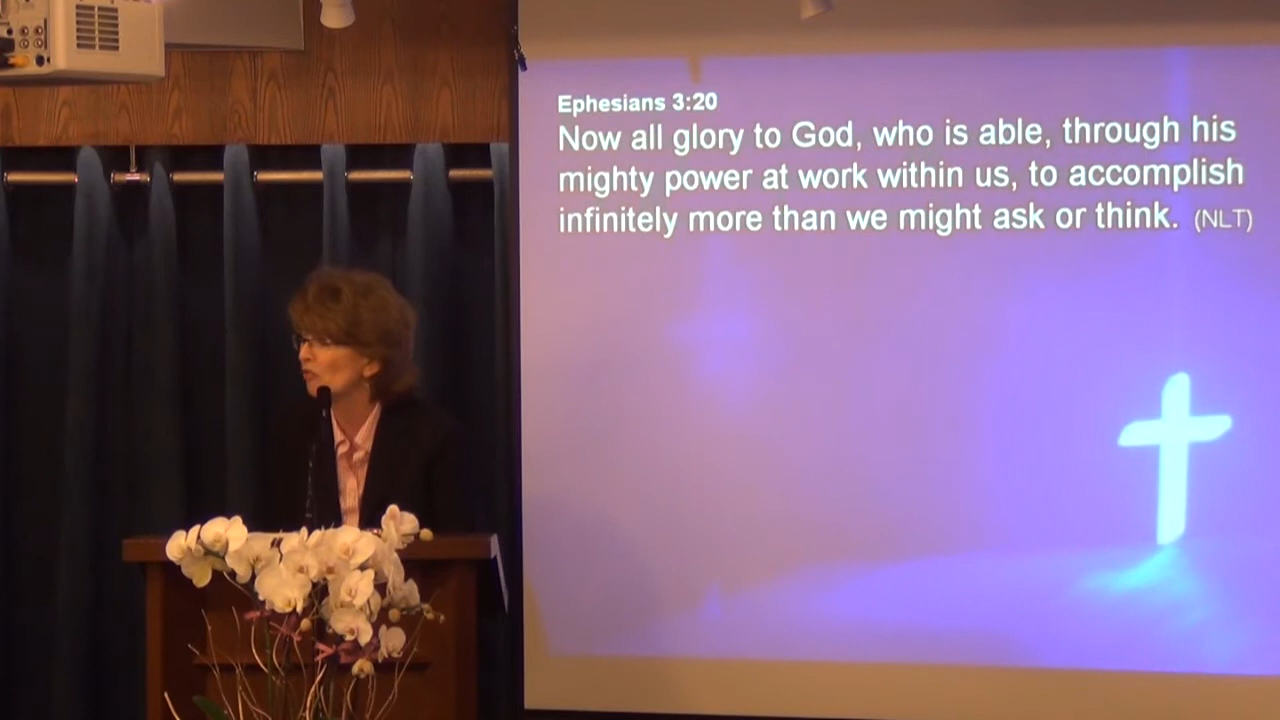 Ephesians 3:20
Now all glory to God, who is able, through his
mighty power at work within us, to accomplish
infinitely more than we might ask or think. (NLT)